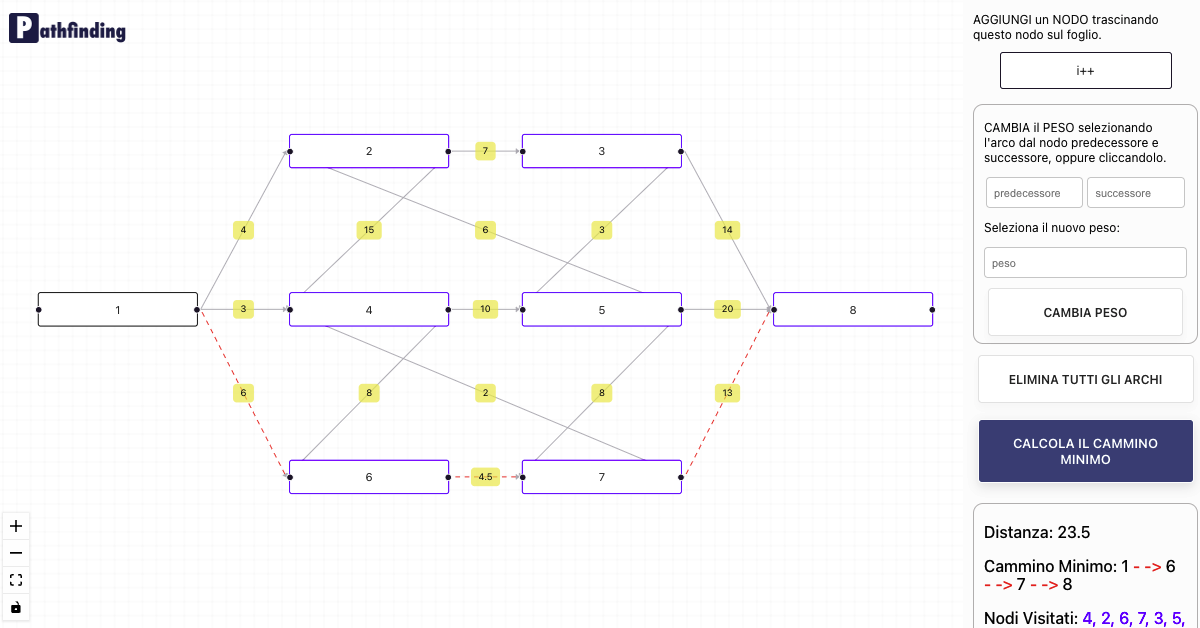 Pathfinding
2
7
3
4
15
6
3
14
1
3
4
10
5
20
8
6
8
2
8
13
6
4.5
7
AGGIUNGI un NODO trascinando
questo nodo sul foglio.
i++
CAMBIA il PESO selezionando
l'arco dal nodo predecessore e
successore, oppure cliccandolo.
predecessore successore
Seleziona il nuovo peso:
peso
CAMBIA PESO
ELIMINA TUTTI GLI ARCHI
CALCOLA IL CAMMINO
MINIMO
Distanza: 23.5
Cammino Minimo: 1 - --> 6
- --> 7 - --> 8
Nodi Visitati: 4, 2, 6, 7, 3, 5,